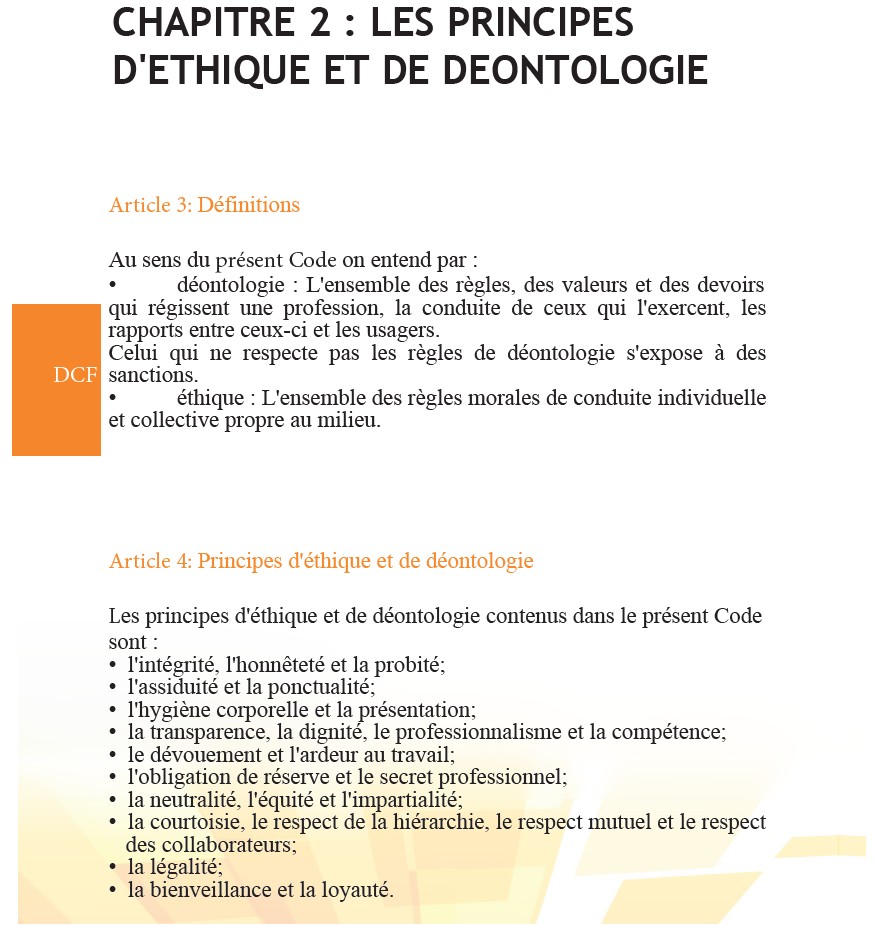 CHAPITRE 2 : LES PRINCIPES
D'ETHIQUE ET DE DEONTOLOGIE
Article 3: Définitions
Au sens du présent Code on entend par :
• déontologie : L'ensemble des règles, des valeurs et des devoirs
qui régissent une profession, la conduite de ceux qui l'exercent, les
rapports entre ceux-ci et les usagers.
Celui qui ne respecte pas les règles de déontologie s'expose à des
DCF
sanctions.
• éthique : L'ensemble des règles morales de conduite individuelle
et collective propre au milieu.
Article 4: Principes d'éthique et de déontologie
Les principes d'éthique et de déontologie contenus dans le présent Code
sont :
• l'intégrité, l'honnêteté et la probité;
• l'assiduité et la ponctualité;
• l'hygiène corporelle et la présentation;
• la transparence, la dignité, le professionnalisme et la compétence;
• le dévouement et l'ardeur au travail;
• l'obligation de réserve et le secret professionnel;
• la neutralité, l'équité et l'impartialité;
• la courtoisie, le respect de la hiérarchie, le respect mutuel et le respect
des collaborateurs;
• la légalité;
• la bienveillance et la loyauté.